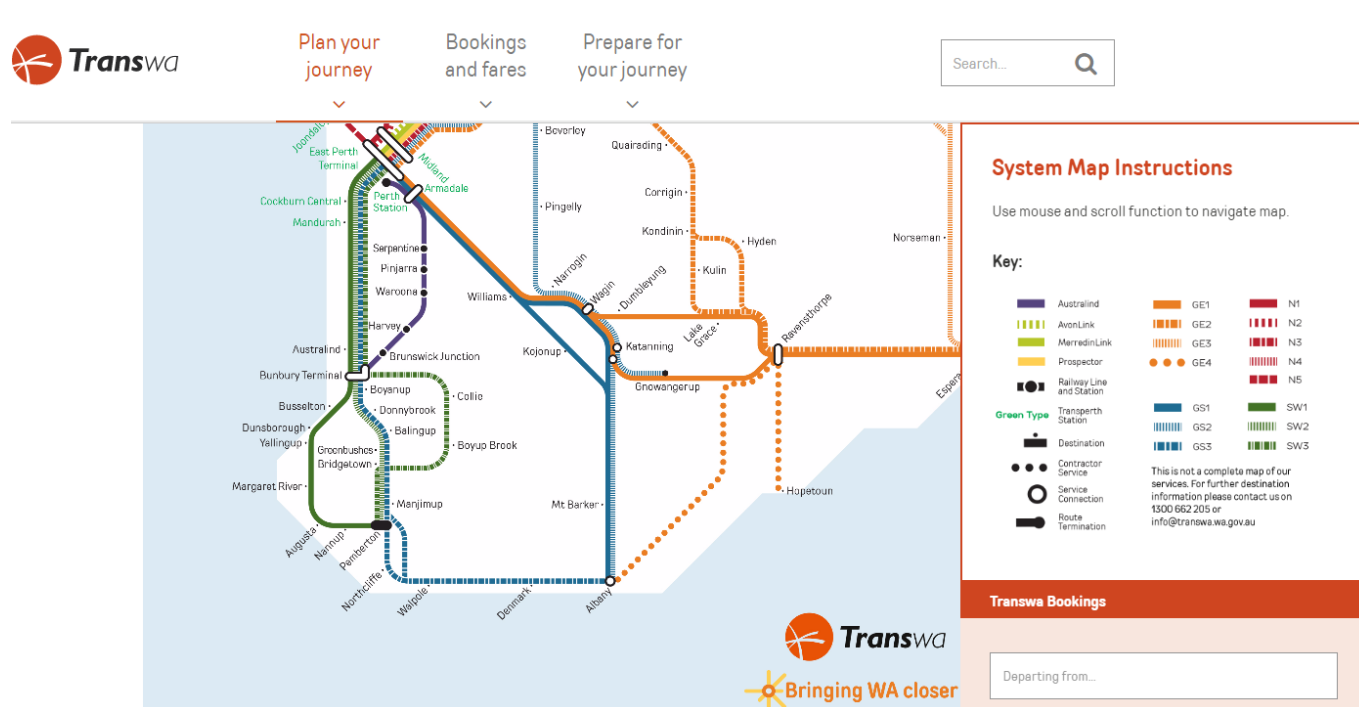 Transwa
Plan your
journey
Bookings
and fares
Prepare for
your journey
Search...
Joondalup
East Perth
Terminal
Midland
Armadale
Perth
Station
Cockburn Central
Mandurah
Serpentine
Pinjarra
Waroona
Harvey
Brunswick Junction
Australind
Bunbury Terminal
Boyanup
Collie
Busselton
Donnybrook
Dunsborough
Balingup
Yallingup
Boyup Brook
Greenbushes
Bridgetown
Margaret River
Manjimup
Augusta
Nannup
Pemberton
Northcliffe
Walpole
Denmark
Albany
Mt Barker
Beverley
Pingelly
Narrogin
Wagin
Dumbleyung
Williams
Kojonup
Katanning
Gnowangerup
Quairading
Corrigin
Kondinin
Hyden
Kulin
Lake
Grace
Ravensthorpe
Norseman
Espera
Hopetoun
Transwa
Bringing WA closer
System Map Instructions
Use mouse and scroll function to navigate map.
Key:
Australind
AvonLink
MerredinLink
Prospector
Railway Line
and Station
Green Type
Transperth
Station
Destination
Contractor
Service
Service
Connection
Route
Termination
GE1
GE2
GE3
GE4
GS1
GS2
GS3
N1
N2
N3
N4
N5
SW1
SW2
SW3
This is not a complete map of our
services. For further destination
information please contact us on
1300 662 205 or
info@transwa.wa.gov.au
Transwa Bookings
Departing from...